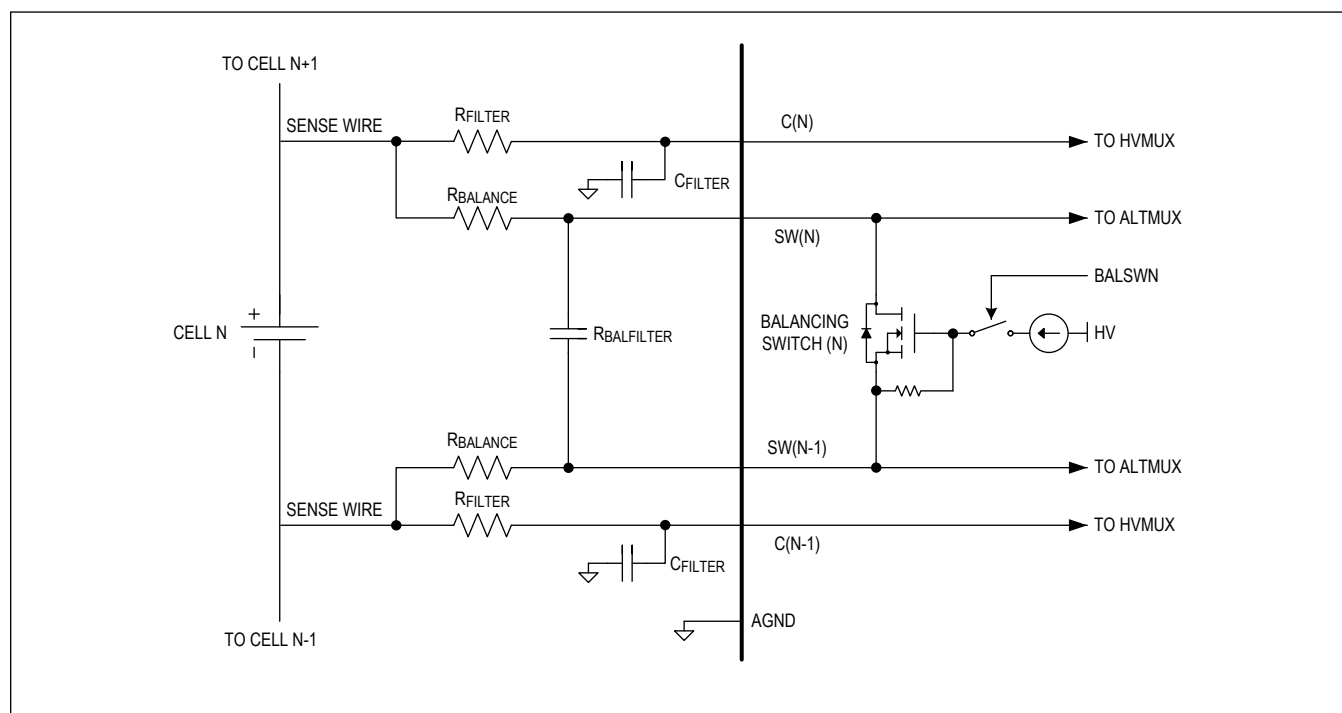 TO CELL N+1
SENSE WIRE
RFILTER
C(N)
TO HVMUX
CFILTER
RBALANCE
SW(N)
TO ALTMUX
BALSWN
CELL N
+
–
RBALFILTER
BALANCING
SWITCH (N)
HV
RBALANCE
SW(N-1)
TO ALTMUX
SENSE WIRE
RFILTER
C(N-1)
TO HVMUX
CFILTER
AGND
TO CELL N-1